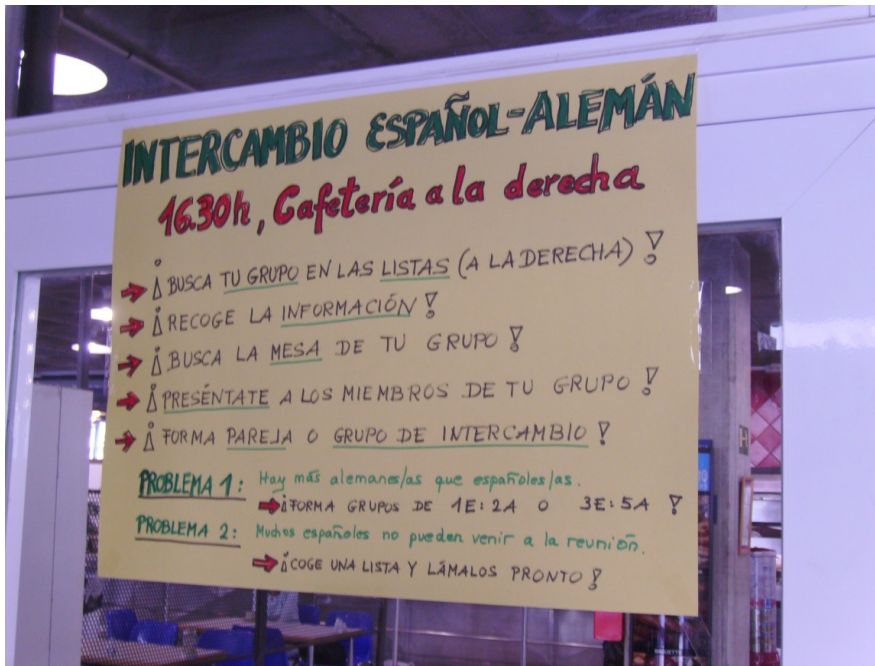 INTERCAMBIO ESPAÑOL-ALEMÁN
16.30h, Cafetería a la derecha
¡BUSCA TU GRUPO EN LAS LISTAS (A LA DERECHA)!
¡RECOGE LA INFORMACIÓN!
¡BUSCA LA MESA DE TU GRUPO!
¡PRESÉNTATE A LOS MIEMBROS DE TU GRUPO!
¡FORMA PAREJA O GRUPO DE INTERCAMBIO!
PROBLEMA 1: Hay más alemanes/as que españoles/as.
¡FORMA GRUPOS DE 1E:2A O 3E:5A!
PROBLEMA 2: Muchos españoles no pueden venir a la reunión.
¡COGE UNA LISTA Y LÁMALOS PRONTO!